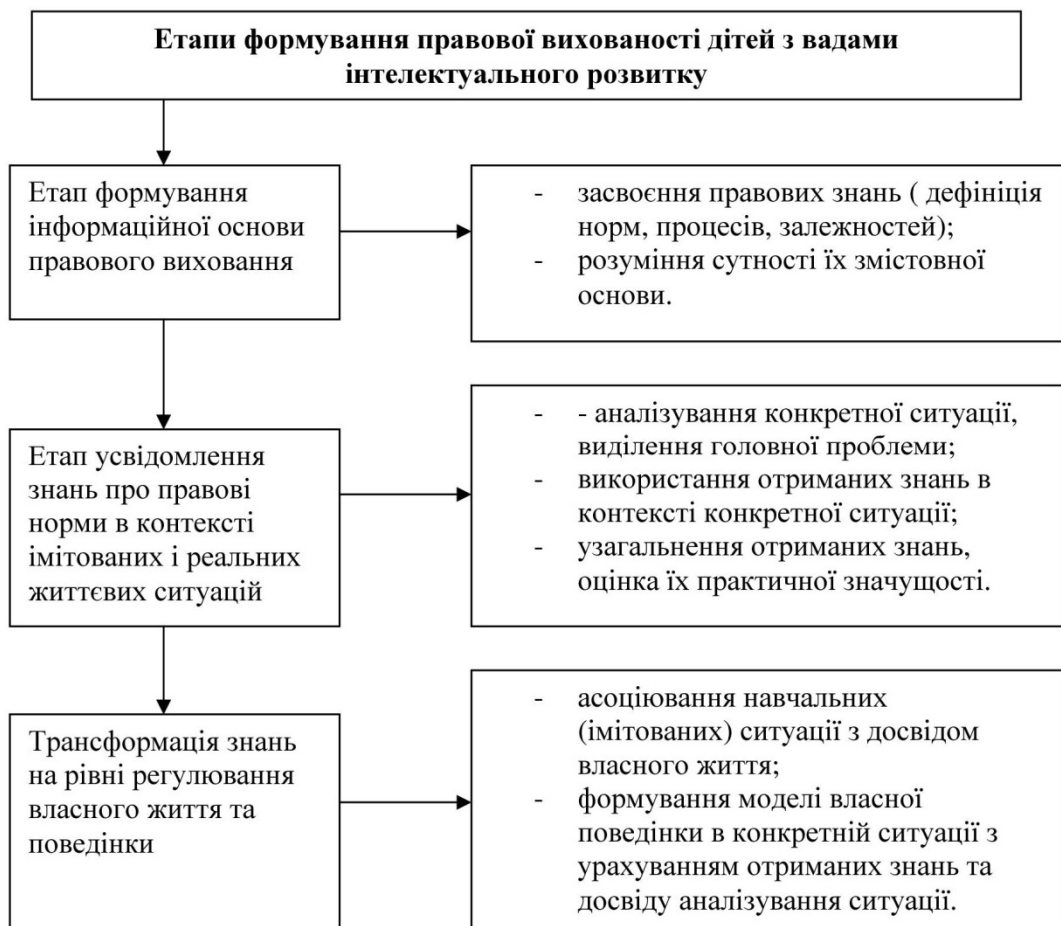 Етапи формування правової вихованості дітей з вадами
інтелектуального розвитку
Етап формування
інформаційної основи
правового виховання
- засвоєння правових знань ( дефініція
норм, процесів, залежностей);
- розуміння сутності їх змістовної
основи.
Етап усвідомлення
знань про правові
норми в контексті
імітованих і реальних
життєвих ситуацій
- - аналізування конкретної ситуації,
виділення головної проблеми;
- використання отриманих знань в
контексті конкретної ситуації;
- узагальнення отриманих знань,
оцінка їх практичної значущості.
Трансформація знань
на рівні регулювання
власного життя та
поведінки
- асоціювання навчальних
(імітованих) ситуації з досвідом
власного життя;
- формування моделі власної
поведінки в конкретній ситуації з
урахуванням отриманих знань та
досвіду аналізування ситуації.